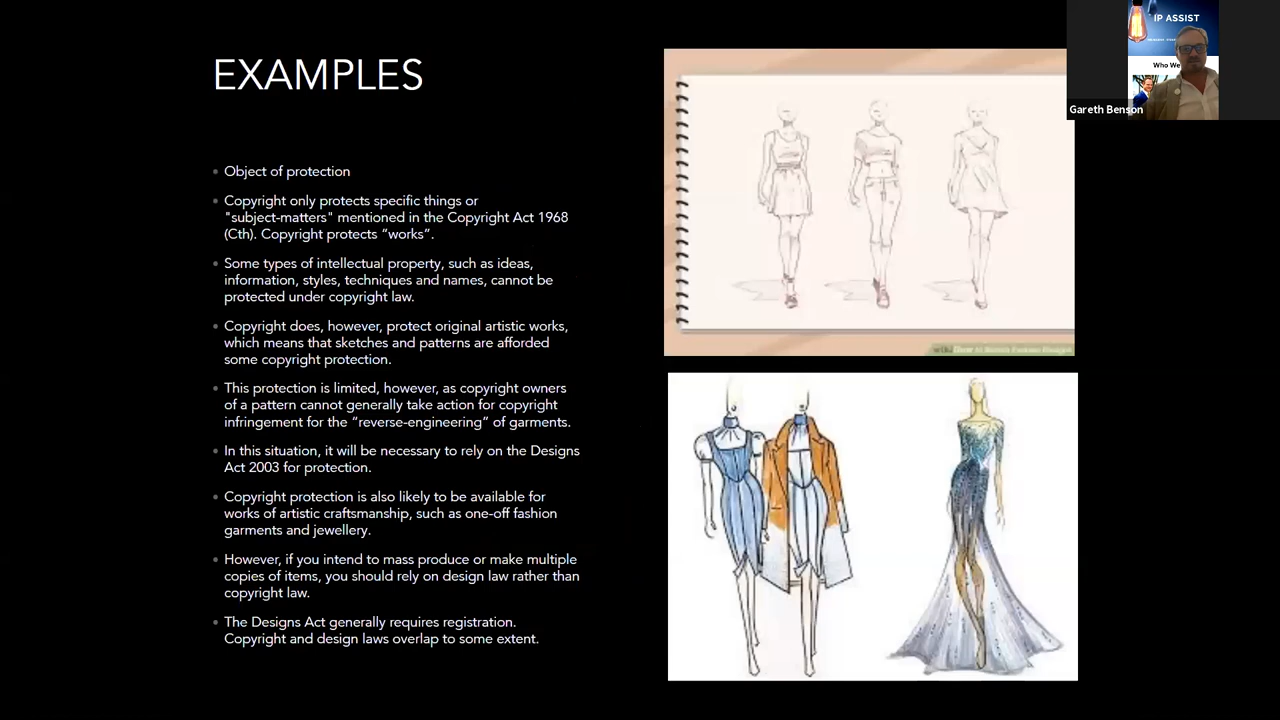 EXAMPLES
Object of protection
Copyright only protects specific things or
"subject-matters" mentioned in the Copyright Act 1968
(Cth). Copyright protects “works”.
Some types of intellectual property, such as ideas,
information, styles, techniques and names, cannot be
protected under copyright law.
Copyright does, however, protect original artistic works,
which means that sketches and patterns are afforded
some copyright protection.
This protection is limited, however, as copyright owners
of a pattern cannot generally take action for copyright
infringement for the “reverse-engineering” of garments.
In this situation, it will be necessary to rely on the Designs
Act 2003 for protection.
Copyright protection is also likely to be available for
works of artistic craftsmanship, such as one-off fashion
garments and jewellery.
However, if you intend to mass produce or make multiple
copies of items, you should rely on design law rather than
copyright law.
The Designs Act generally requires registration.
Copyright and design laws overlap to some extent.
IP ASSIST
Who We
Gareth Benson